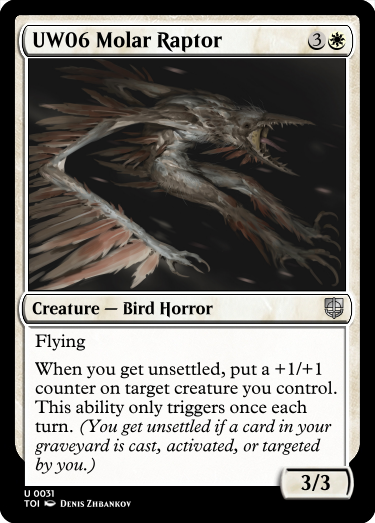 UW06 Molar Raptor 3
Creature — Bird Horror
Flying
When you get unsettled, put a +1/+1
counter on target creature you control.
This ability only triggers once each
turn. (You get unsettled if a card in your
graveyard is cast, activated, or targeted
by you.)
3/3
U 0031
TOI Denis Zhbankov